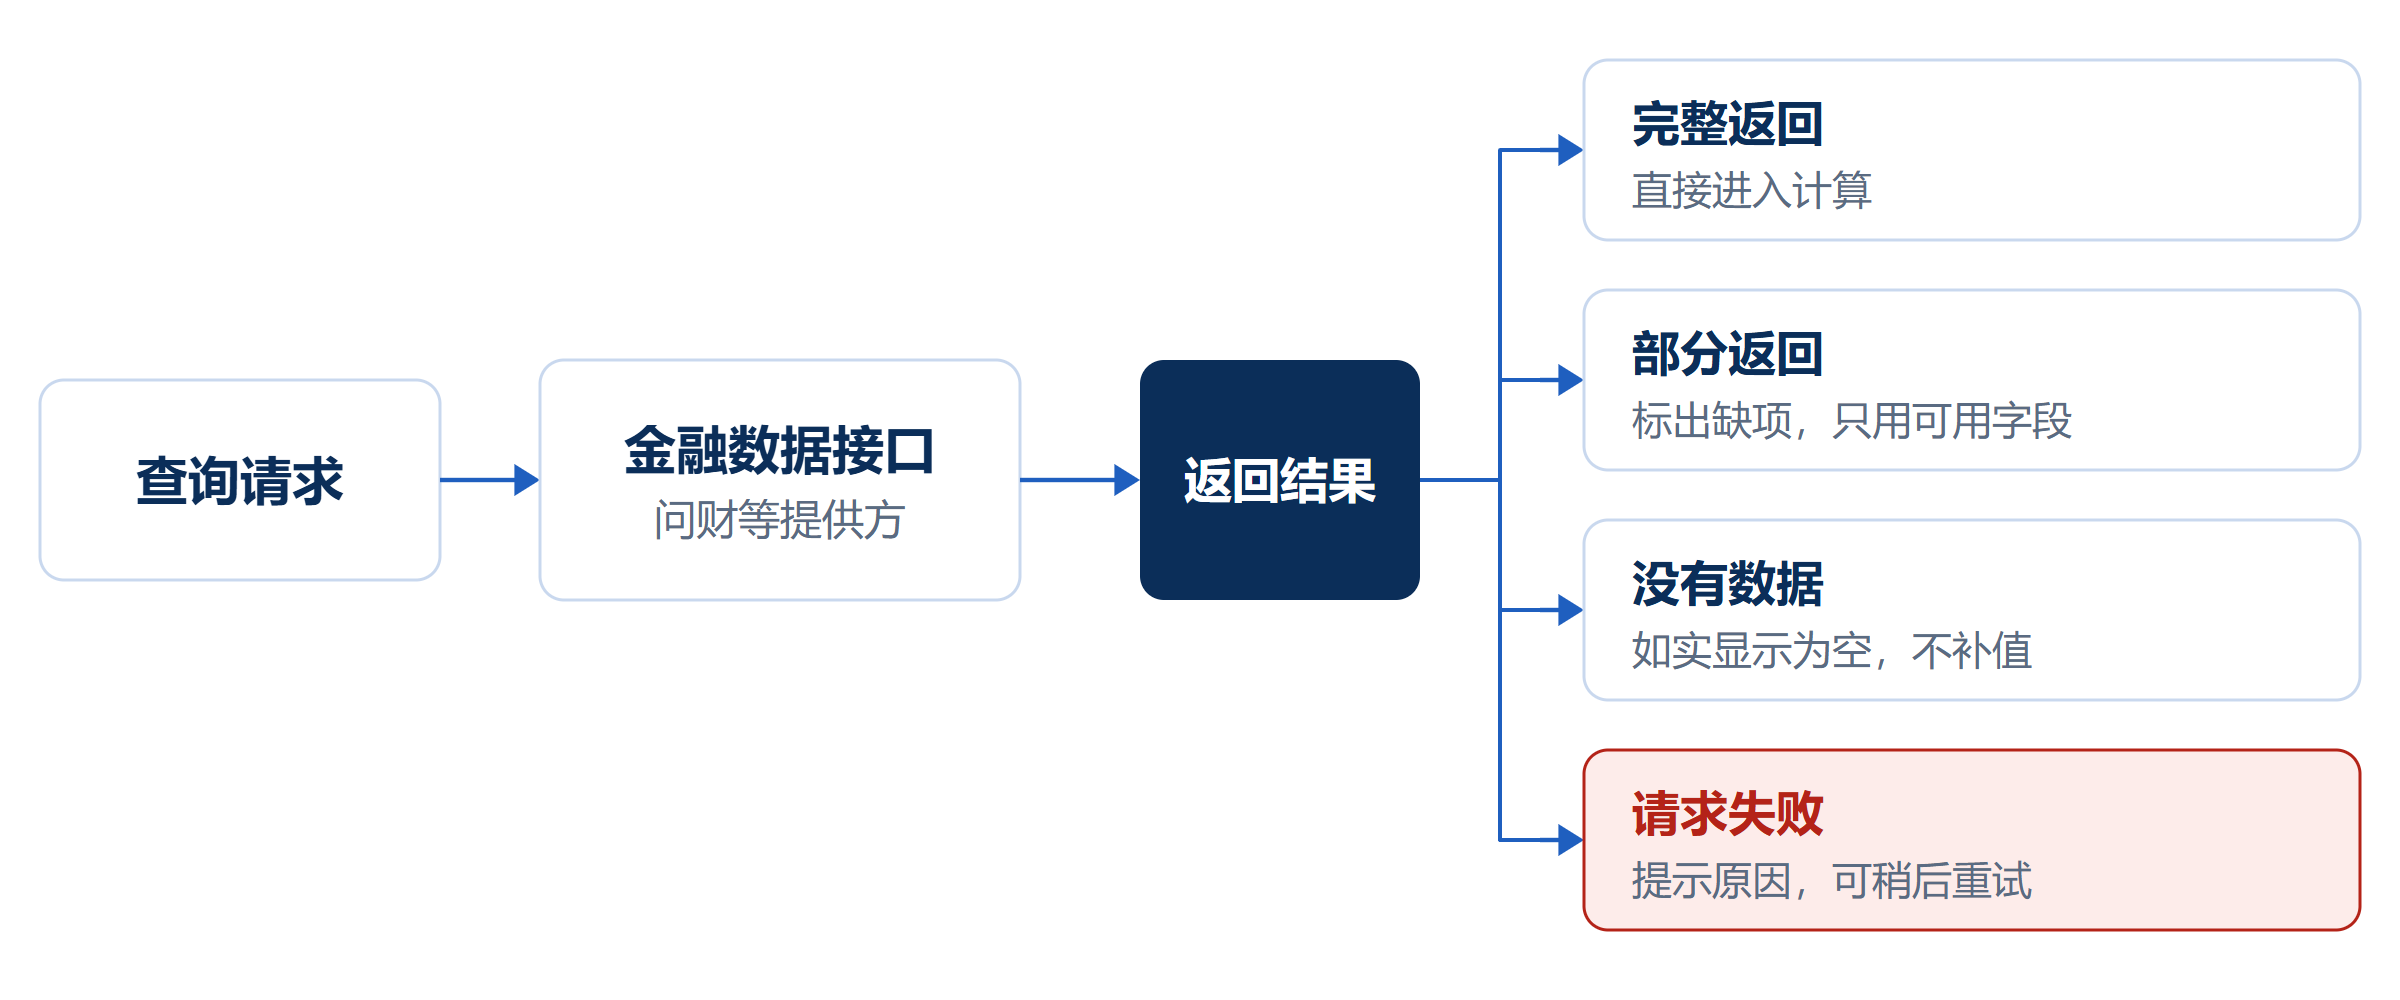 查询请求
金融数据接口
问财等提供方
返回结果
完整返回
直接进入计算
部分返回
标出缺项，只用可用字段
没有数据
如实显示为空，不补值
请求失败
提示原因，可稍后重试